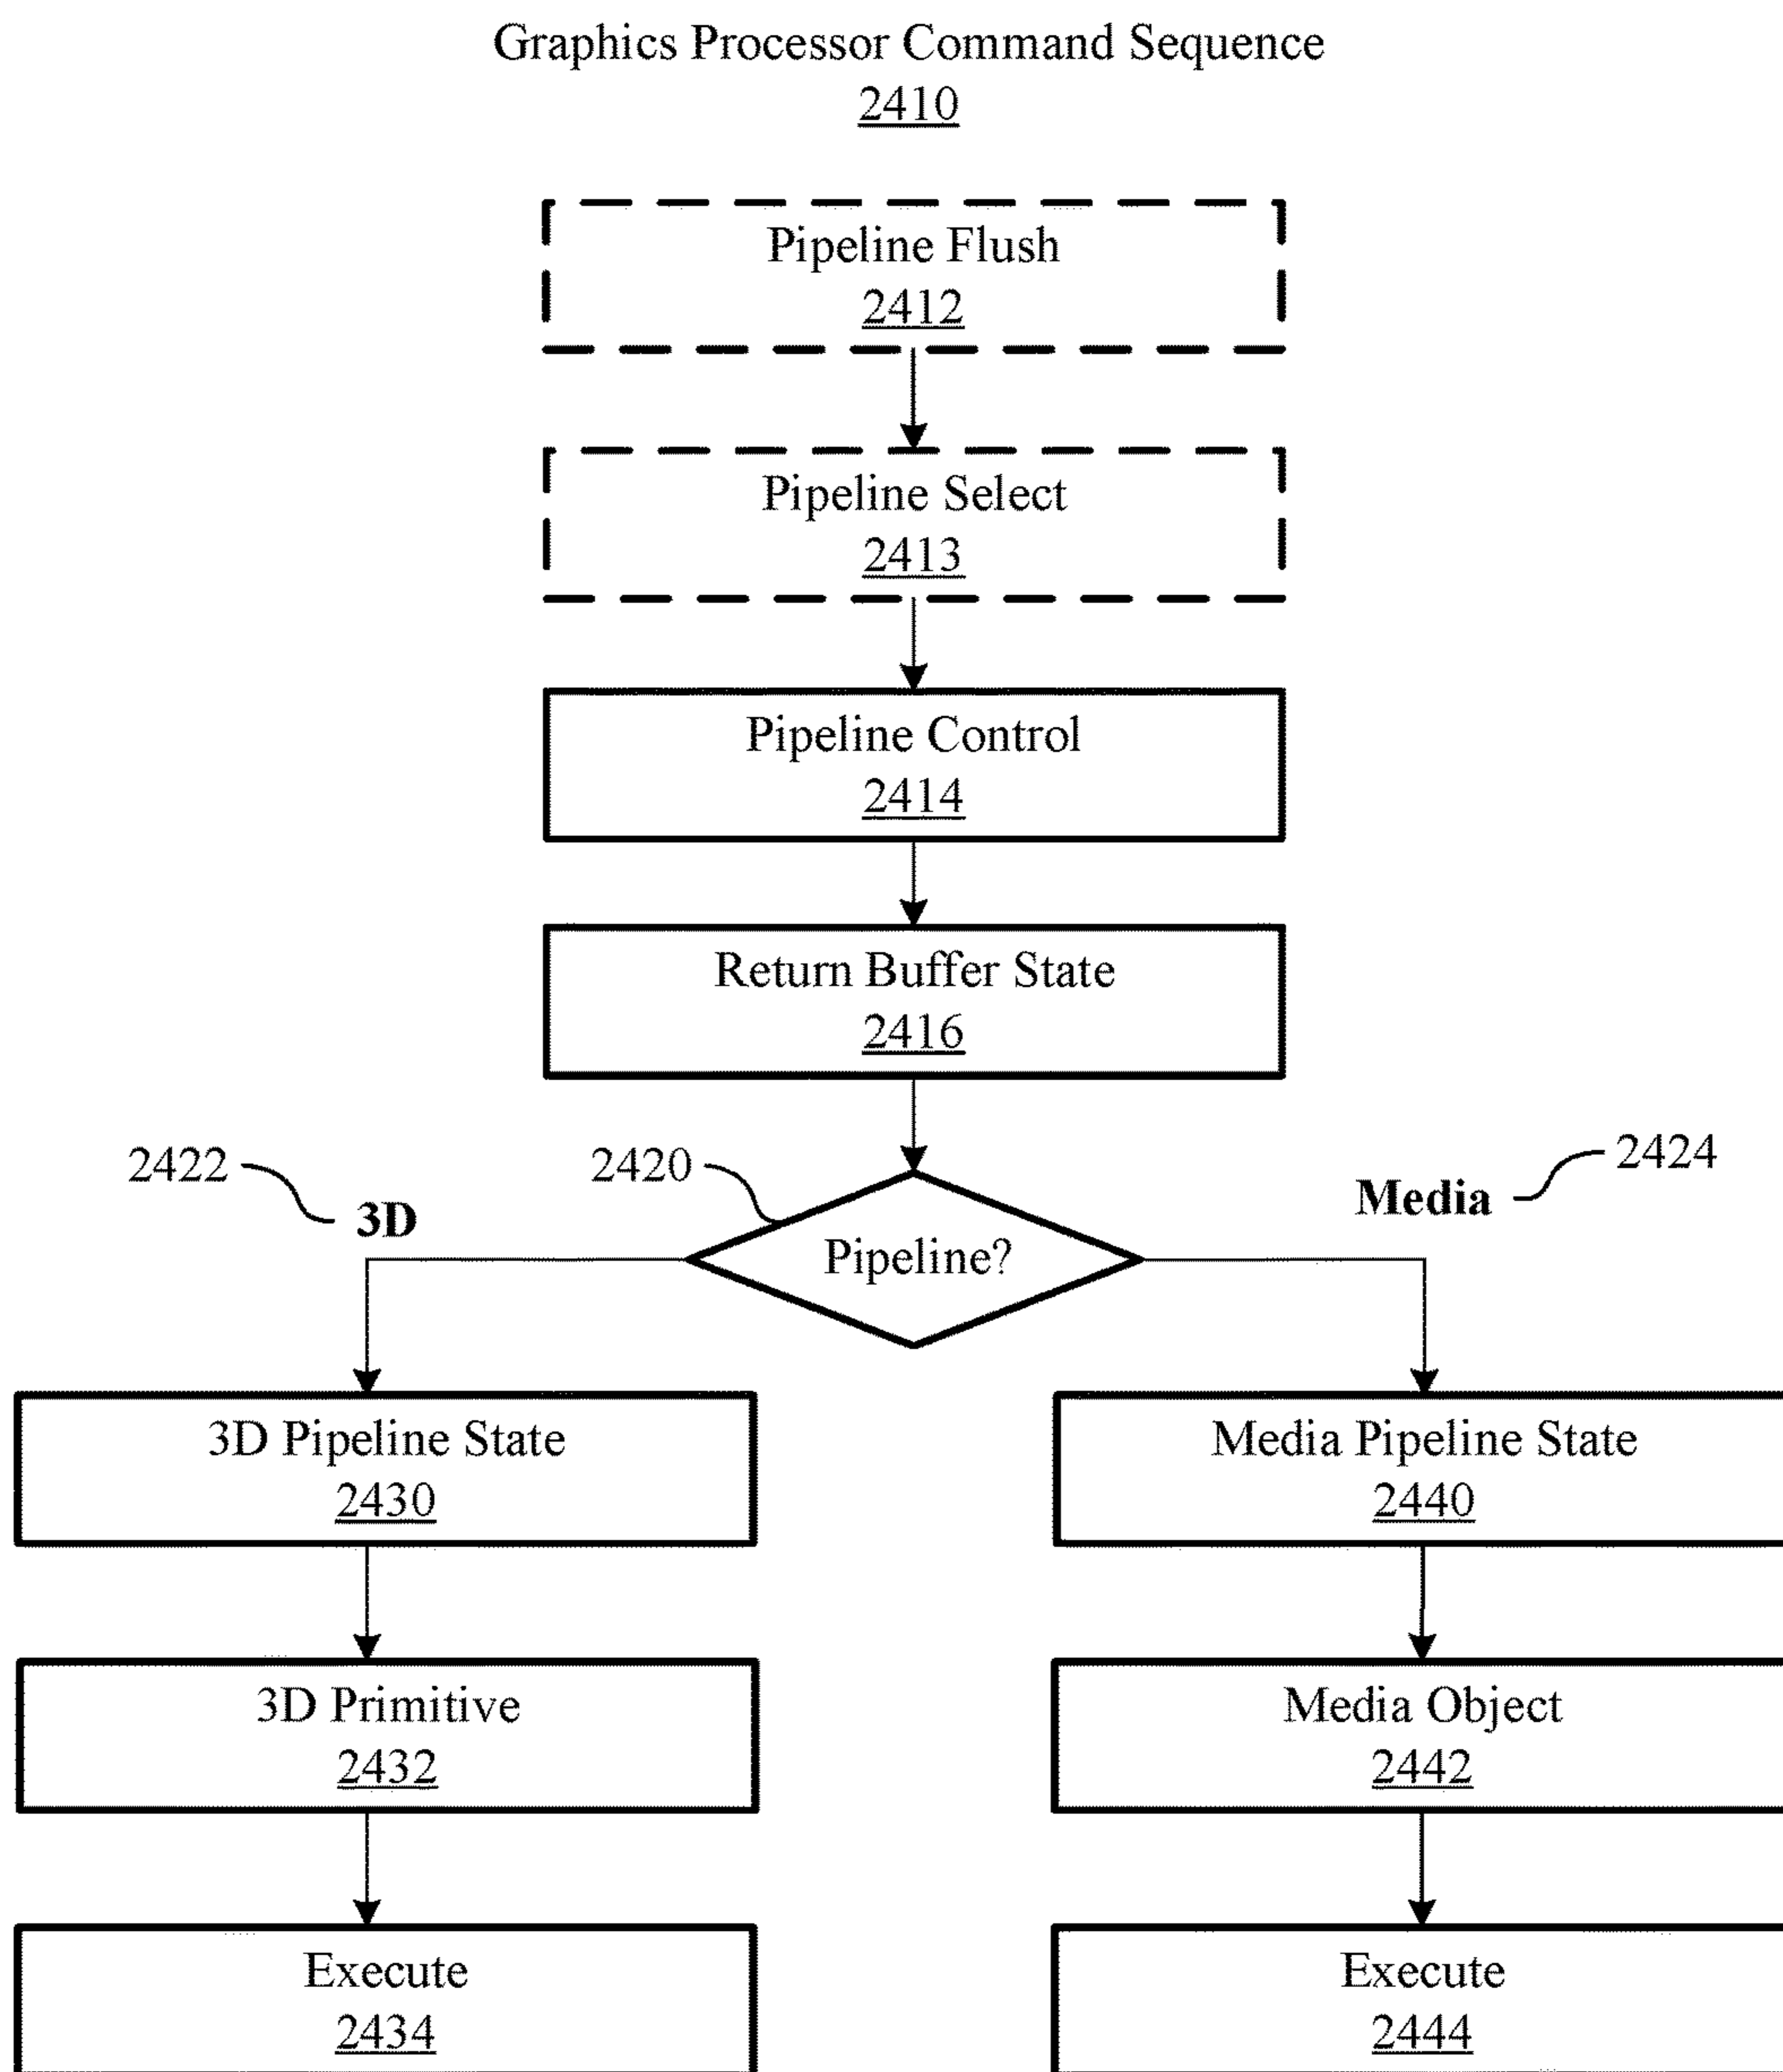 Graphics Processor Command Sequence
2410
Pipeline Flush
2412
Pipeline Select
2413
Pipeline Control
2414
Return Buffer State
2416
2422
2420
2424
3D
Media
Pipeline?
3D Pipeline State
2430
Media Pipeline State
2440
3D Primitive
2432
Media Object
2442
Execute
2434
Execute
2444